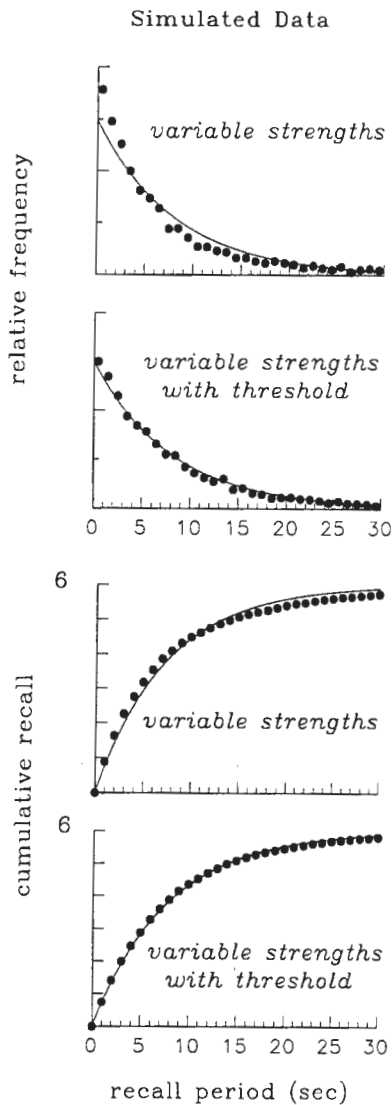 Simulated Data
variable strengths
relative frequency
variable strengths
with threshold
0 5 10 15 20 25 30
6
variable strengths
cumulative recall
6
variable strengths
with threshold
0 5 10 15 20 25 30
recall period (sec)